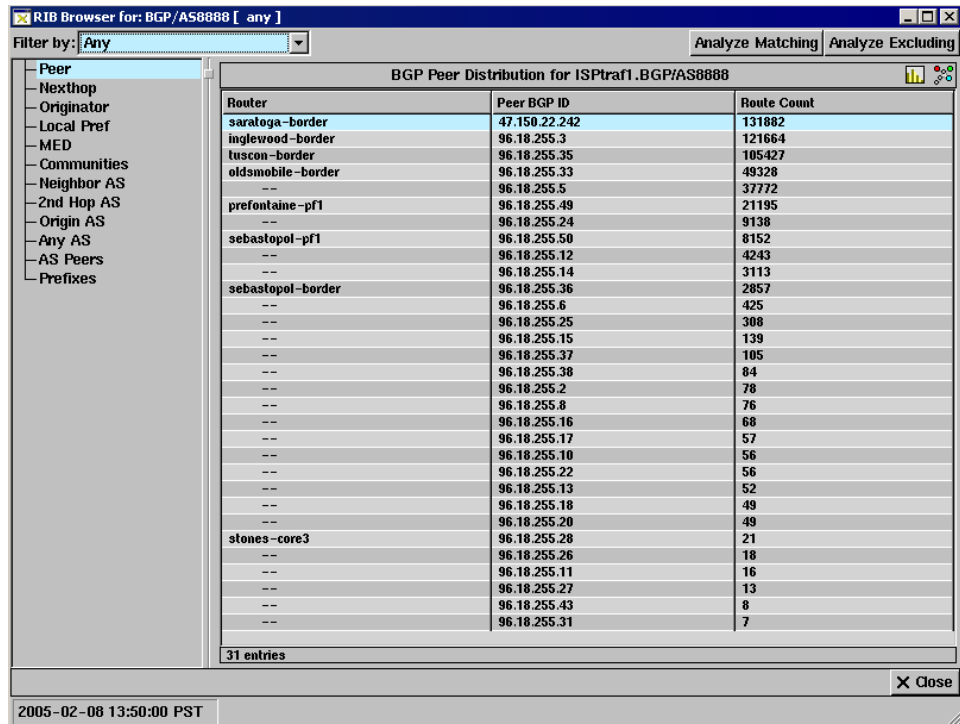 RIB Browser for: BGP/AS8888 [ any ]
Filter by: Any Analyze Matching Analyze Excluding
Peer
Nexthop
Originator
Local Pref
MED
Communities
Neighbor AS
2nd Hop AS
Origin AS
Any AS
AS Peers
Prefixes
BGP Peer Distribution for ISPtraf1.BGP/AS8888
Router Peer BGP ID Route Count
saratoga-border 47.150.22.242 131882
inglewood-border 96.18.255.3 121664
tuscon-border 96.18.255.35 105427
oldsmobile-border 96.18.255.33 49328
-- 96.18.255.5 37772
prefontaine-pf1 96.18.255.49 21195
-- 96.18.255.24 9138
sebastopol-pf1 96.18.255.50 8152
-- 96.18.255.12 4243
-- 96.18.255.14 3113
sebastopol-border 96.18.255.36 2857
-- 96.18.255.6 425
-- 96.18.255.25 308
-- 96.18.255.15 139
-- 96.18.255.37 105
-- 96.18.255.38 84
-- 96.18.255.2 78
-- 96.18.255.8 76
-- 96.18.255.16 68
-- 96.18.255.17 57
-- 96.18.255.10 56
-- 96.18.255.22 56
-- 96.18.255.13 52
-- 96.18.255.18 49
-- 96.18.255.20 49
stones-core3 96.18.255.28 21
-- 96.18.255.26 18
-- 96.18.255.11 16
-- 96.18.255.27 13
-- 96.18.255.43 8
-- 96.18.255.31 7
31 entries
X Close
2005-02-08 13:50:00 PST